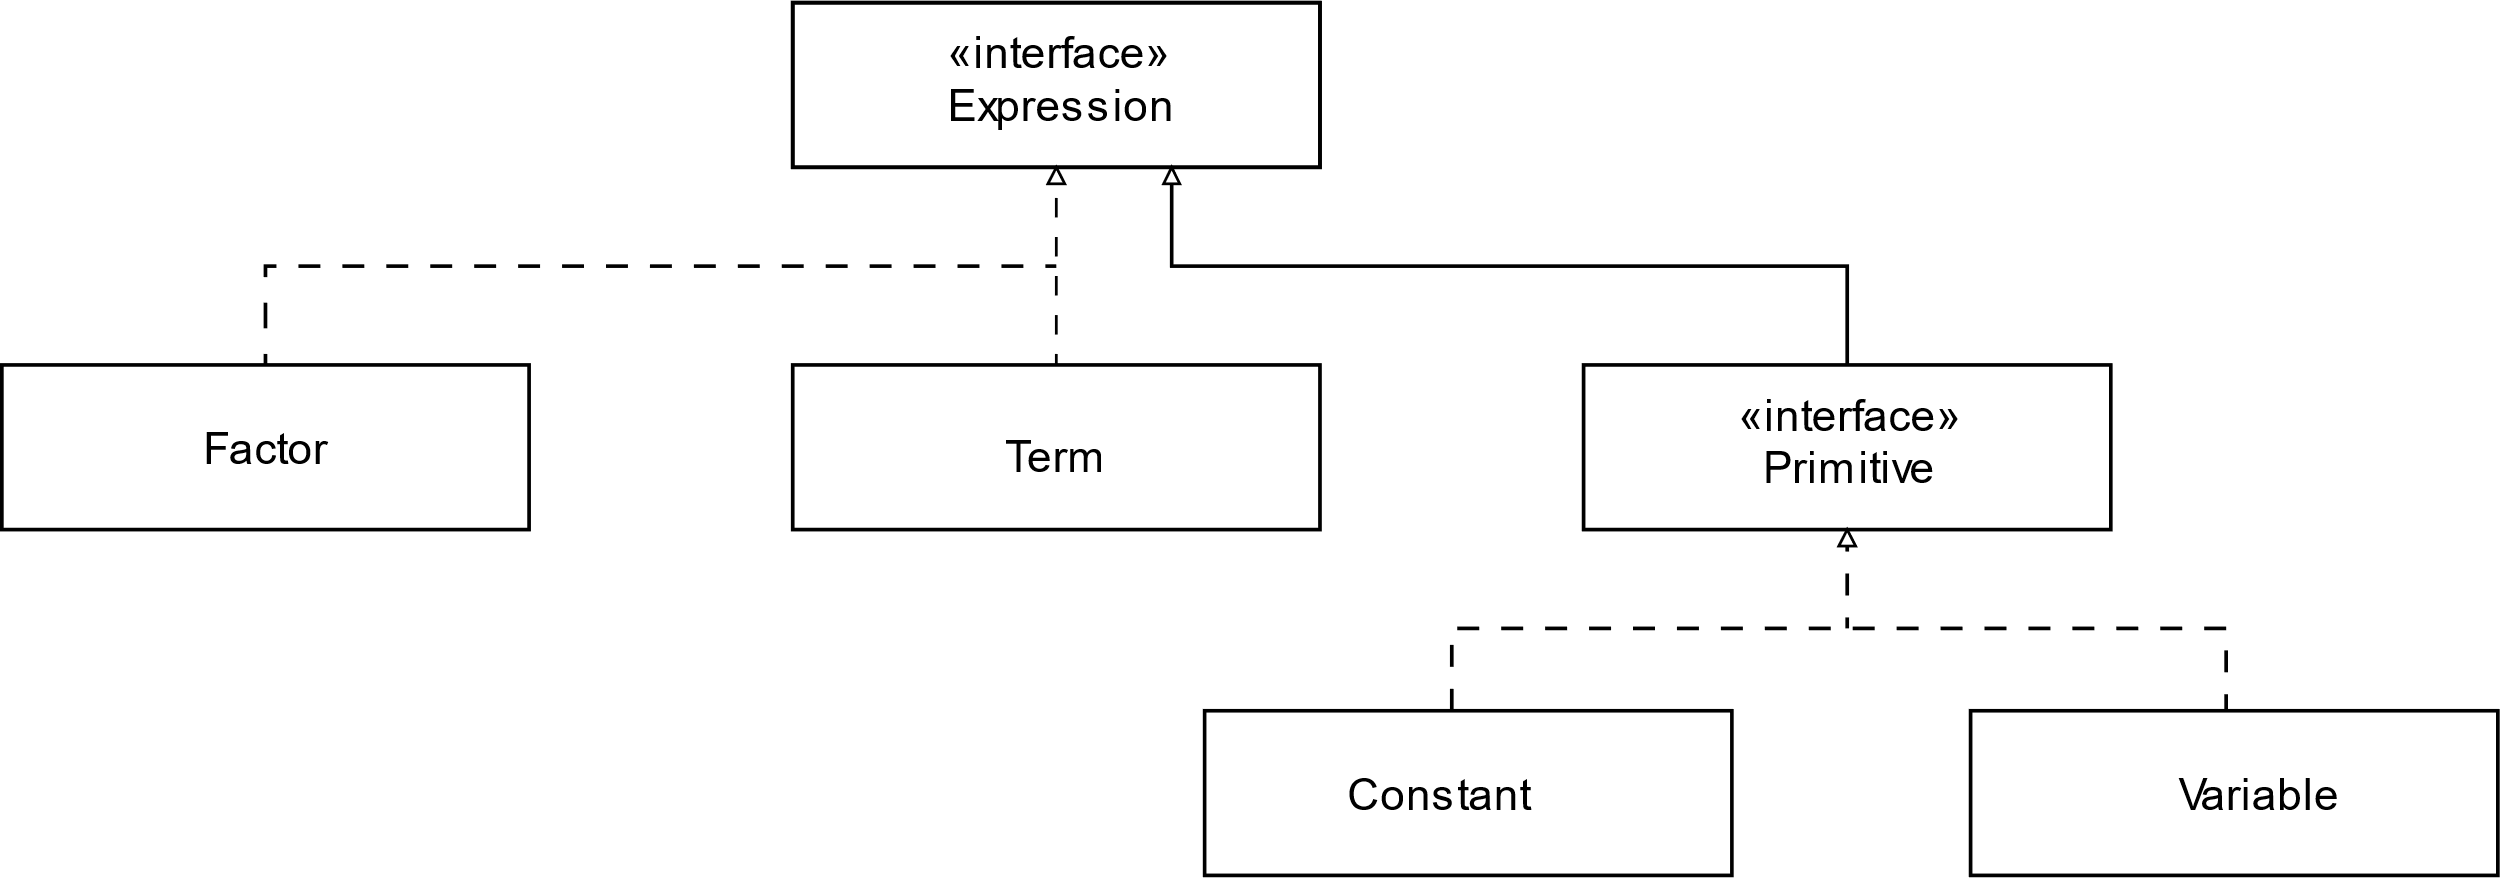 «interface»
Expression
Factor
Term
«interface»
Primitive
Constant
Variable